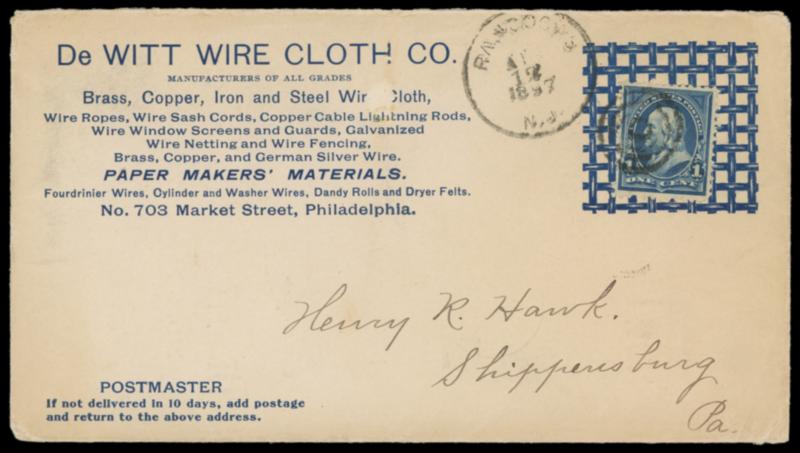 De WITT WIRE CLOTH CO.
MANUFACTURERS OF ALL GRADES
Brass, Copper, Iron and Steel Wire Cloth,
Wire Ropes, Wire Sash Cords, Copper Cable Lightning Rods,
Wire Window Screens and Guards, Galvanized
Wire Netting and Wire Fencing,
Brass, Copper, and German Silver Wire.
PAPER MAKERS' MATERIALS.
Fourdrinier Wires, Cylinder and Washer Wires, Dandy Rolls and Dryer Felts.
No. 703 Market Street, Philadelphia.
RANCOCAS
12
1897
N.J.
ONE CENT 1
Henry R. Hawk.
Shippensburg
Pa.
POSTMASTER
If not delivered in 10 days, add postage
and return to the above address.